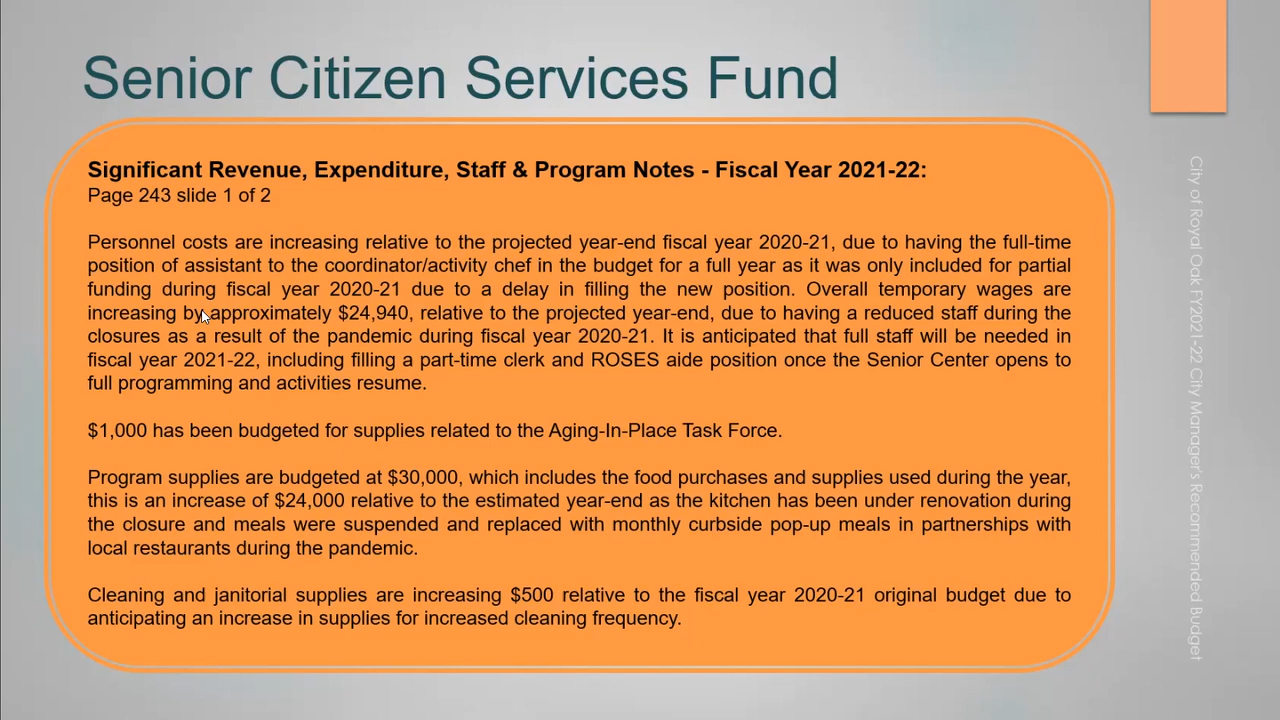 Senior Citizen Services Fund
Significant Revenue, Expenditure, Staff & Program Notes - Fiscal Year 2021-22:
Page 243 slide 1 of 2
Personnel costs are increasing relative to the projected year-end fiscal year 2020-21, due to having the full-time
position of assistant to the coordinator/activity chef in the budget for a full year as it was only included for partial
funding during fiscal year 2020-21 due to a delay in filling the new position. Overall temporary wages are
increasing by approximately $24,940, relative to the projected year-end, due to having a reduced staff during the
closures as a result of the pandemic during fiscal year 2020-21. It is anticipated that full staff will be needed in
fiscal year 2021-22, including filling a part-time clerk and ROSES aide position once the Senior Center opens to
full programming and activities resume.
$1,000 has been budgeted for supplies related to the Aging-In-Place Task Force.
Program supplies are budgeted at $30,000, which includes the food purchases and supplies used during the year,
this is an increase of $24,000 relative to the estimated year-end as the kitchen has been under renovation during
the closure and meals were suspended and replaced with monthly curbside pop-up meals in partnerships with
local restaurants during the pandemic.
Cleaning and janitorial supplies are increasing $500 relative to the fiscal year 2020-21 original budget due to
anticipating an increase in supplies for increased cleaning frequency.
City of Royal Oak FY2021-22 City Manager's Recommended Budget